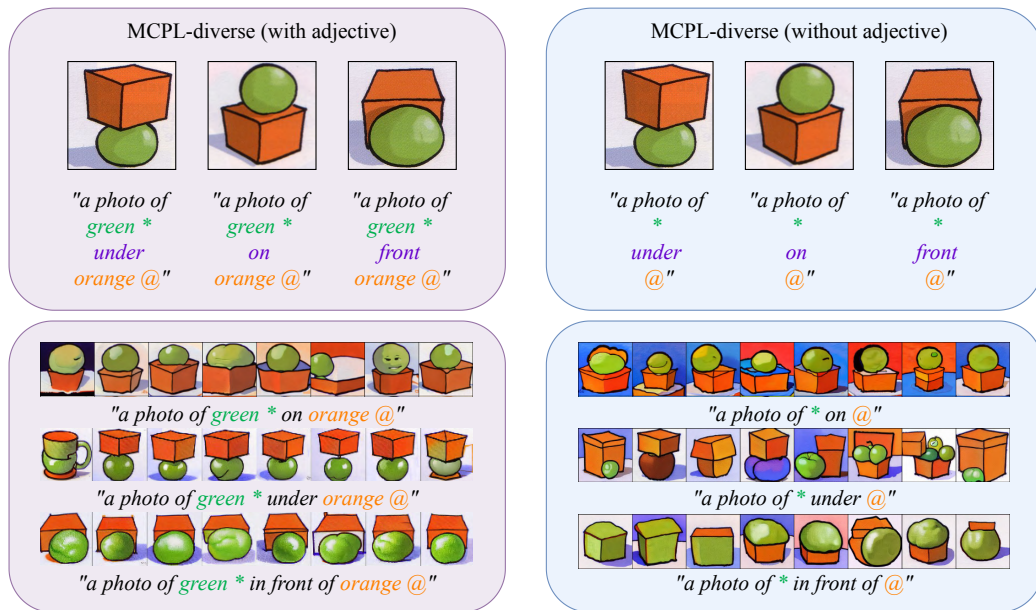 MCPL-diverse (with adjective)
"a photo of green * under orange @"
"a photo of green * on orange @"
"a photo of green * front orange @"
"a photo of green * on orange @"
"a photo of green * under orange @"
"a photo of green * in front of orange @"
MCPL-diverse (without adjective)
"a photo of * under @"
"a photo of * on @"
"a photo of * front @"
"a photo of * on @"
"a photo of * under @"
"a photo of * in front of @"